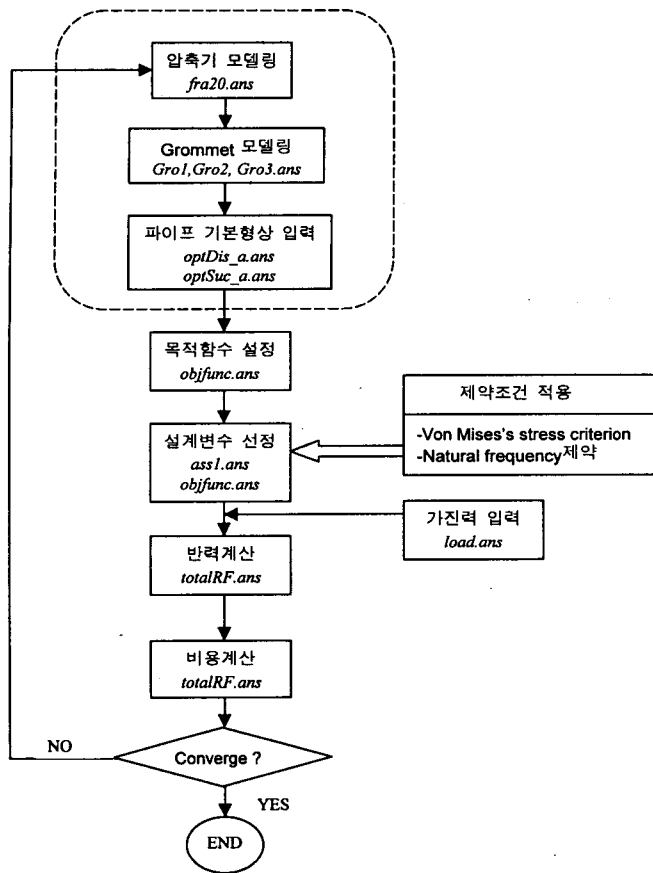 압축기 모델링
fra20.ans
Grommet 모델링
Gro1,Gro2, Gro3.ans
파이프 기본형상 입력
optDis_a.ans
optSuc_a.ans
목적함수 설정
objfunc.ans
제약조건 적용
-Von Mises's stress criterion
-Natural frequency제약
설계변수 선정
ass1.ans
objfunc.ans
가진력 입력
load.ans
반력계산
totalRF.ans
비용계산
totalRF.ans
NO
Converge ?
YES
END